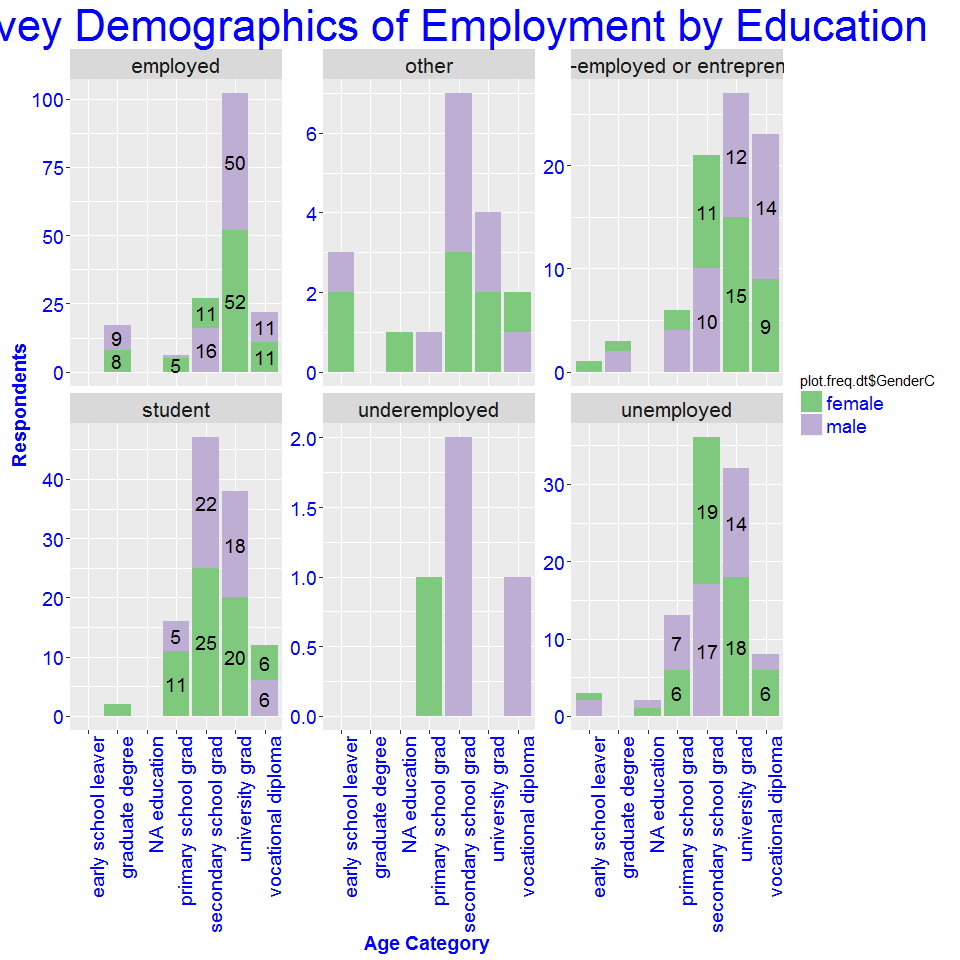 vey Demographics of Employment by Education
employed
other
-employed or entrepren
100
75
50
25
0
50
52
9
8
5
11
16
11
11
6
4
2
0
20
10
0
11
10
12
15
14
9
Respondents
student
underemployed
unemployed
40
30
20
10
0
5
11
22
25
18
20
6
6
2.0
1.5
1.0
0.5
0.0
30
20
10
0
7
6
19
17
14
18
6
early school leaver
graduate degree
NA education
primary school grad
secondary school grad
university grad
vocational diploma
early school leaver
graduate degree
NA education
primary school grad
secondary school grad
university grad
vocational diploma
early school leaver
graduate degree
NA education
primary school grad
secondary school grad
university grad
vocational diploma
Age Category
plot.freq.dt$GenderC
female
male